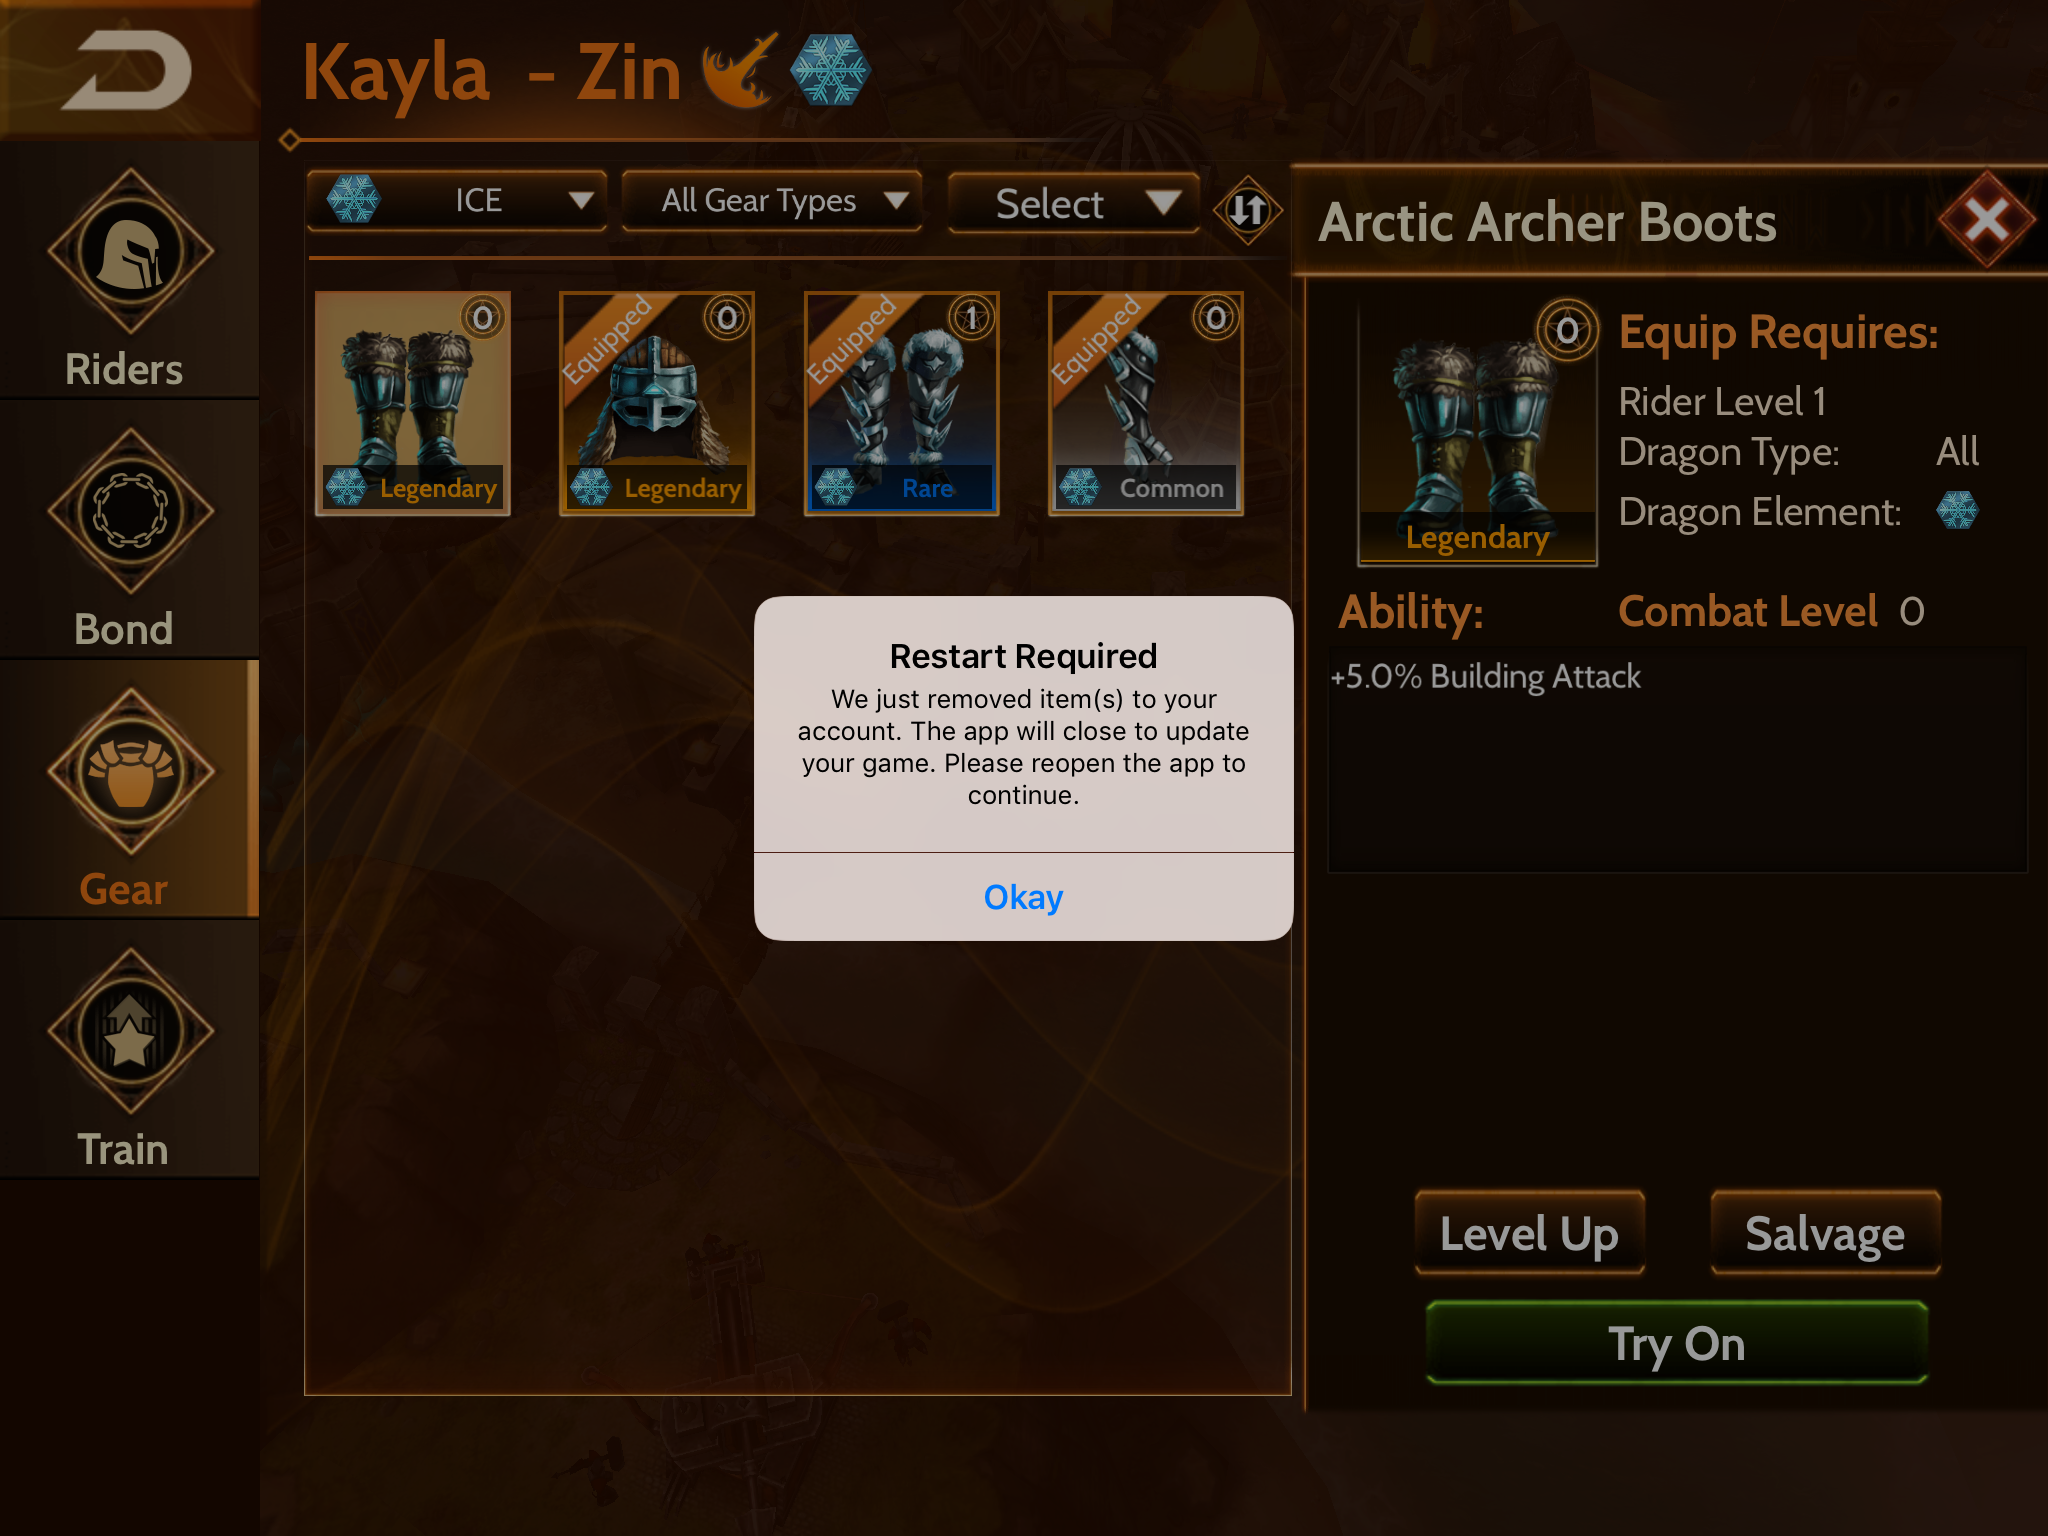 Kayla - Zin
Riders
Bond
Gear
Train
ICE
All Gear Types
Select
0
Legendary
Equipped
0
Legendary
Equipped
1
Rare
Equipped
0
Common
Arctic Archer Boots
0
Legendary
Equip Requires:
Rider Level 1
Dragon Type: All
Dragon Element:
Ability:
Combat Level 0
+5.0% Building Attack
Restart Required
We just removed item(s) to your
account. The app will close to update
your game. Please reopen the app to
continue.
Okay
Level Up
Salvage
Try On